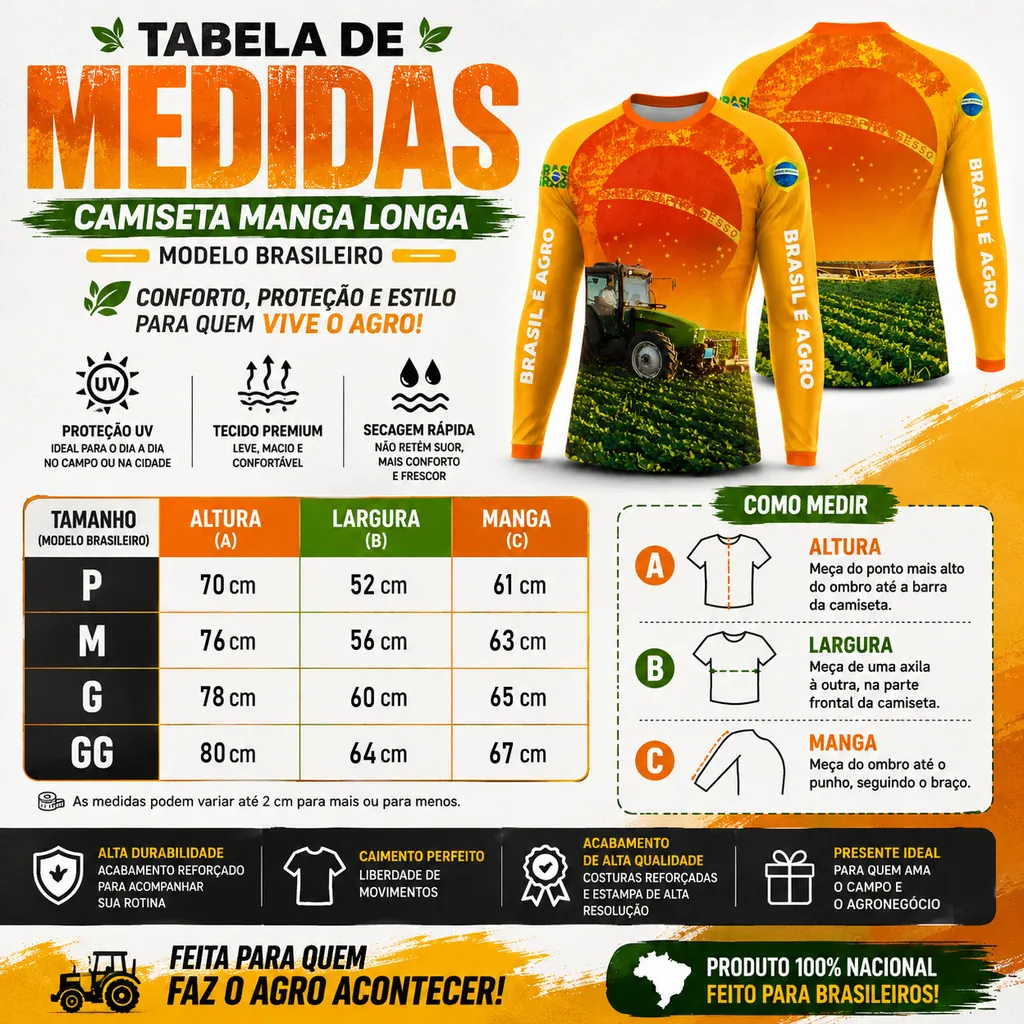 TABELA DE
MEDIDAS
CAMISETA MANGA LONGA
MODELO BRASILEIRO
CONFORTO, PROTEÇÃO E ESTILO
PARA QUEM VIVE O AGRO!
UV
PROTEÇÃO UV
IDEAL PARA O DIA A DIA
NO CAMPO OU NA CIDADE
TECIDO PREMIUM
LEVE, MACIO E
CONFORTÁVEL
SECAGEM RÁPIDA
NÃO RETÉM SUOR,
MAIS CONFORTO
E FRESCOR
BRASIL É AGRO
BRASIL É AGRO
BRASIL É AGRO
TAMANHO
(MODELO BRASILEIRO)
ALTURA
(A)
LARGURA
(B)
MANGA
(C)
P 70 cm 52 cm 61 cm
M 76 cm 56 cm 63 cm
G 78 cm 60 cm 65 cm
GG 80 cm 64 cm 67 cm
As medidas podem variar até 2 cm para mais ou para menos.
COMO MEDIR
A
ALTURA
Meça do ponto mais alto
do ombro até a barra
da camiseta.
B
LARGURA
Meça de uma axila
à outra, na parte
frontal da camiseta.
C
MANGA
Meça do ombro até o
punho, seguindo o braço.
ALTA DURABILIDADE
ACABAMENTO REFORÇADO
PARA ACOMPANHAR
SUA ROTINA
CAIMENTO PERFEITO
LIBERDADE DE
MOVIMENTOS
ACABAMENTO
DE ALTA QUALIDADE
COSTURAS REFORÇADAS
E ESTAMPA DE ALTA
RESOLUÇÃO
PRESENTE IDEAL
PARA QUEM AMA
O CAMPO E
O AGRONEGÓCIO
FEITA PARA QUEM
FAZ O AGRO ACONTECER!
PRODUTO 100% NACIONAL
FEITO PARA BRASILEIROS!